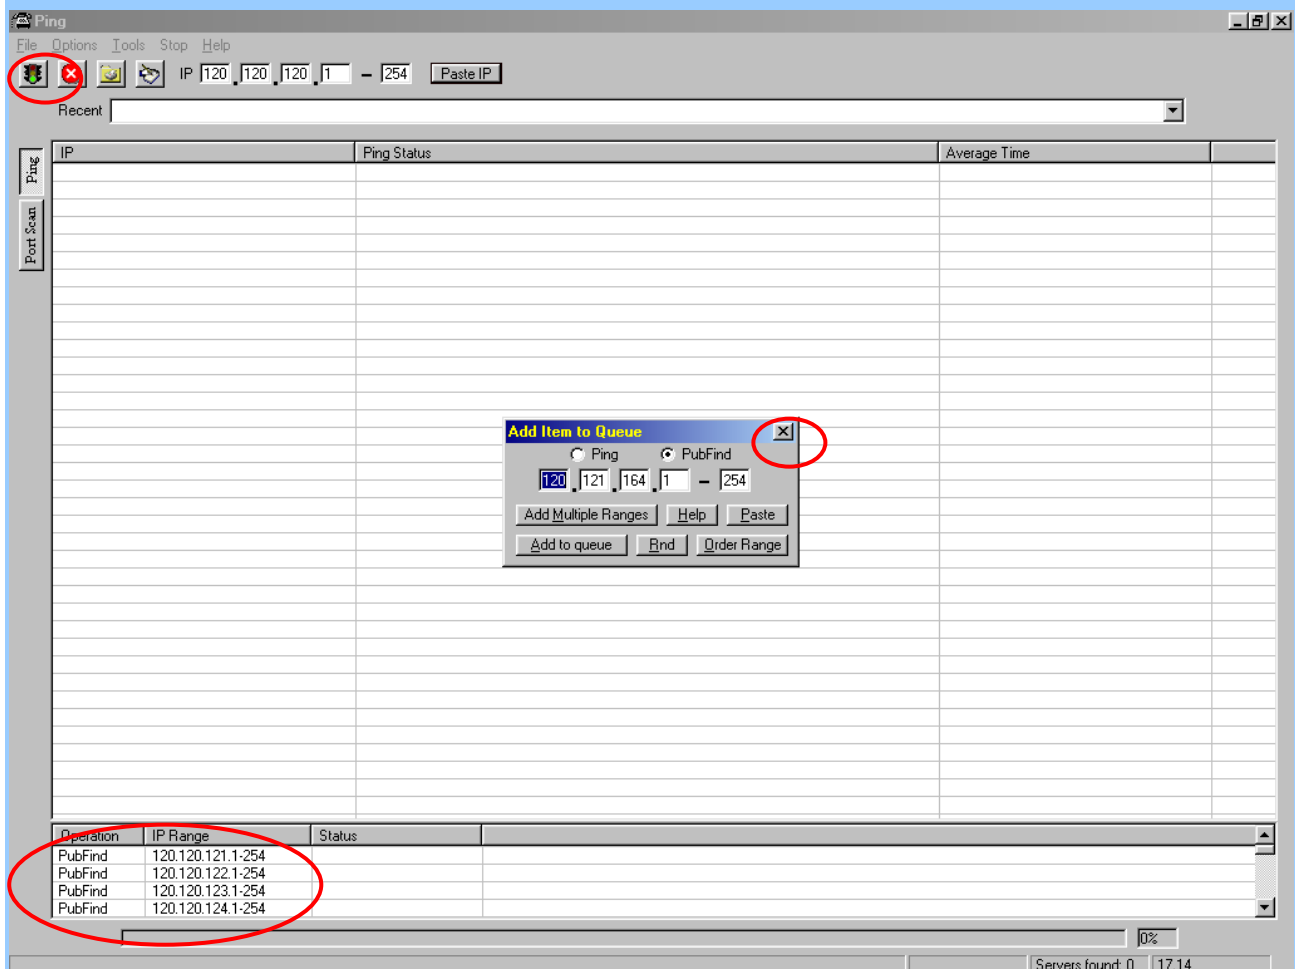 Ping
File Options Tools Stop Help
IP 120 . 120 . 120 . 1 - 254 Paste IP
Recent
Ping
Port Scan
IP Ping Status Average Time
Add Item to Queue
Ping PubFind
120 . 121 . 164 . 1 - 254
Add Multiple Ranges Help Paste
Add to queue Rnd Order Range
Operation IP Range Status
PubFind 120.120.121.1-254
PubFind 120.120.122.1-254
PubFind 120.120.123.1-254
PubFind 120.120.124.1-254
0%
Servers found: 0 17.14